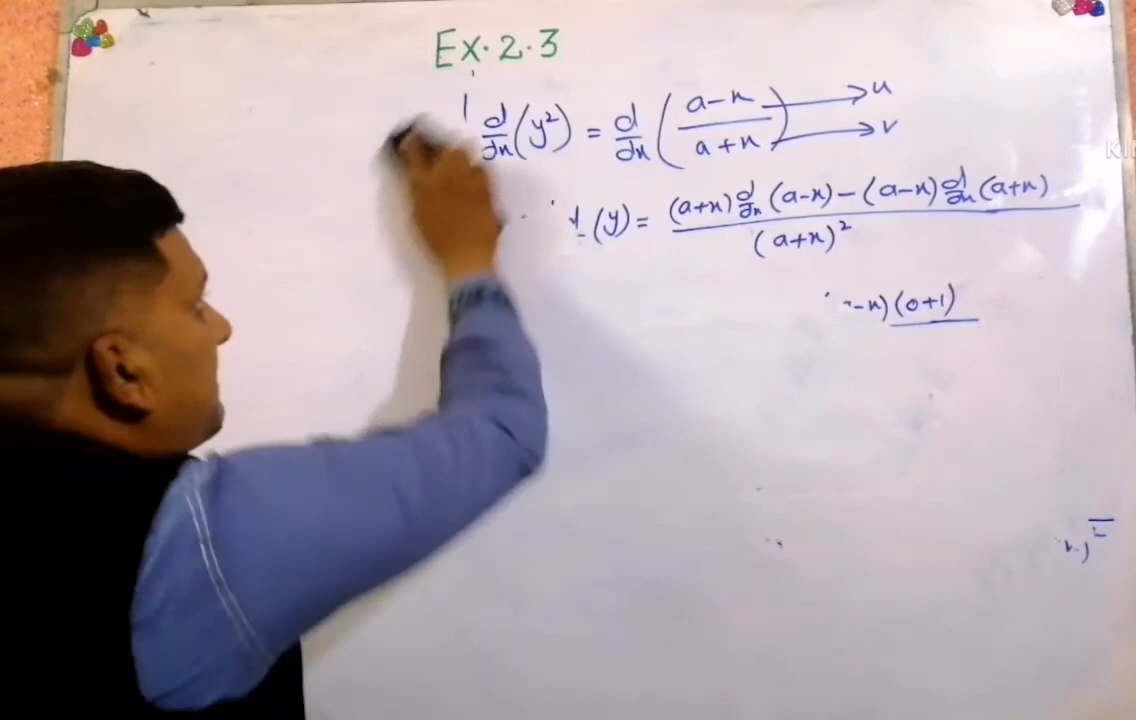 Ex. 2.3
d/dx (y²) = d/dx ((a-x)/(a+x)) → u → v
(y) = ((a+x) d/dx (a-x) - (a-x) d/dx (a+x)) / (a+x)²
-x)(0+1)